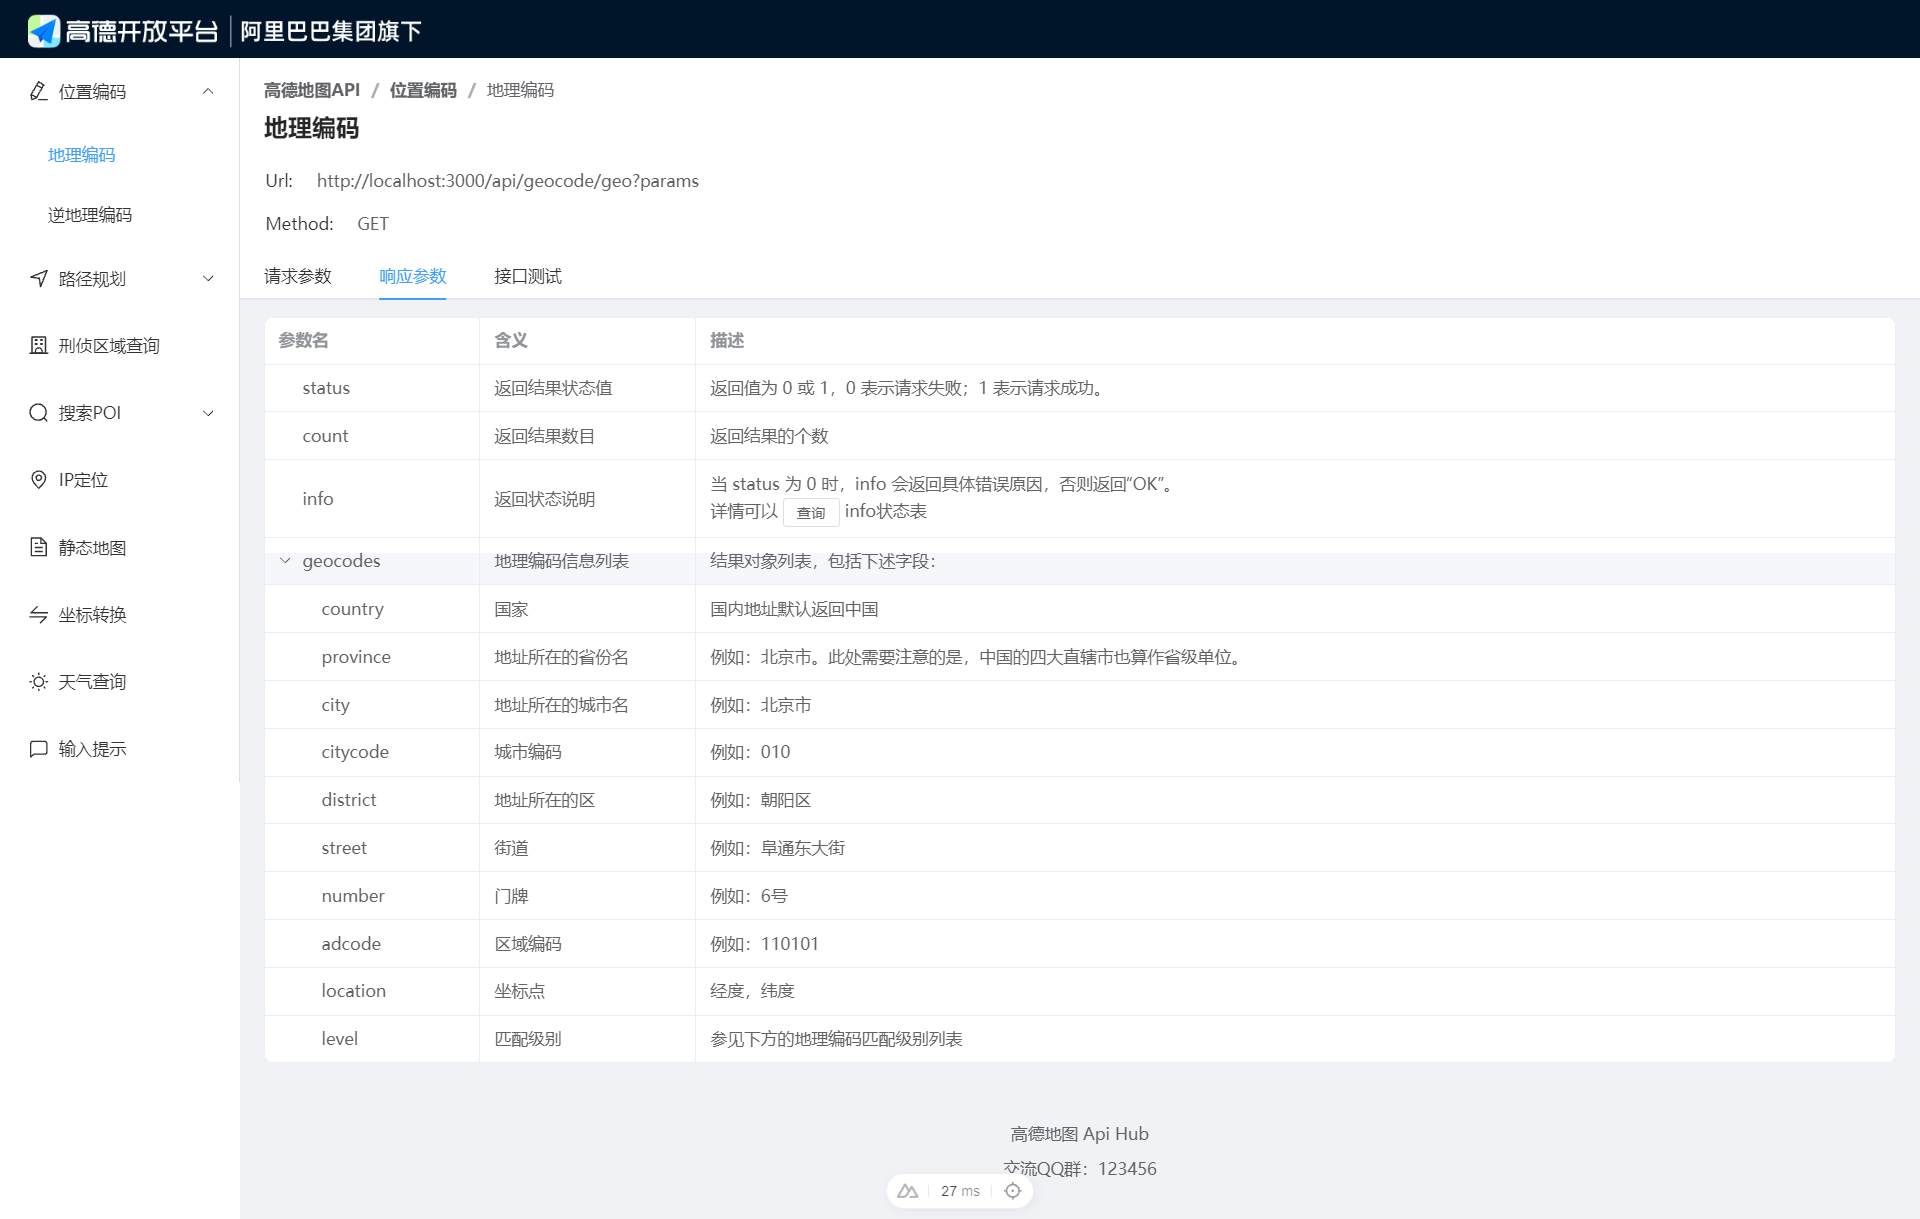 高德开放平台 阿里巴巴集团旗下
位置编码
地理编码
逆地理编码
路径规划
刑侦区域查询
搜索POI
IP定位
静态地图
坐标转换
天气查询
输入提示
高德地图API / 位置编码 / 地理编码
地理编码
Url: http://localhost:3000/api/geocode/geo?params
Method: GET
请求参数 响应参数 接口测试
参数名 含义 描述
status 返回结果状态值 返回值为 0 或 1，0 表示请求失败；1 表示请求成功。
count 返回结果数目 返回结果的个数
info 返回状态说明 当 status 为 0 时，info 会返回具体错误原因，否则返回“OK”。
详情可以 查询 info状态表
geocodes 地理编码信息列表 结果对象列表，包括下述字段：
country 国家 国内地址默认返回中国
province 地址所在的省份名 例如：北京市。此处需要注意的是，中国的四大直辖市也算作省级单位。
city 地址所在的城市名 例如：北京市
citycode 城市编码 例如：010
district 地址所在的区 例如：朝阳区
street 街道 例如：阜通东大街
number 门牌 例如：6号
adcode 区域编码 例如：110101
location 坐标点 经度，纬度
level 匹配级别 参见下方的地理编码匹配级别列表
高德地图 Api Hub
交流QQ群：123456
27 ms